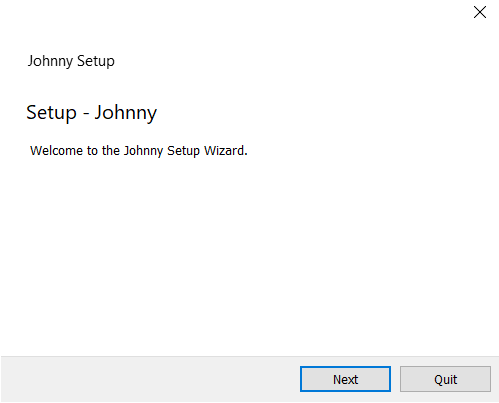 Johnny Setup
Setup - Johnny
Welcome to the Johnny Setup Wizard.
Next
Quit